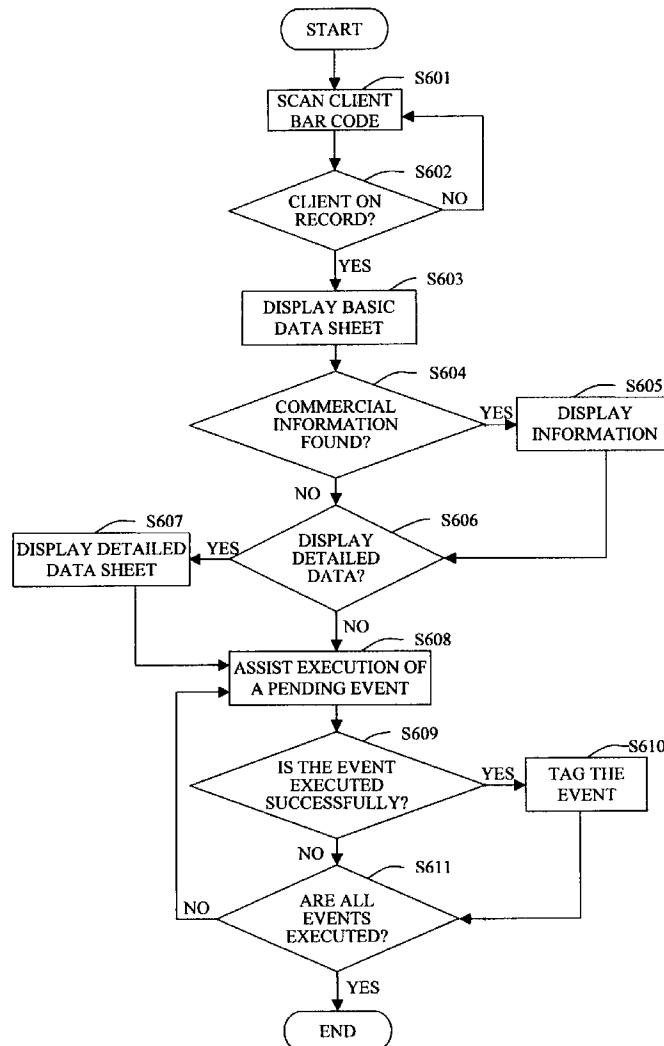 START
S601
SCAN CLIENT
BAR CODE
S602
CLIENT ON
RECORD?
NO
YES
S603
DISPLAY BASIC
DATA SHEET
S604
COMMERCIAL
INFORMATION
FOUND?
YES
S605
DISPLAY
INFORMATION
NO
S606
DISPLAY
DETAILED
DATA?
YES
S607
DISPLAY DETAILED
DATA SHEET
NO
S608
ASSIST EXECUTION OF
A PENDING EVENT
S609
IS THE EVENT
EXECUTED
SUCCESSFULLY?
YES
S610
TAG THE
EVENT
NO
S611
ARE ALL
EVENTS
EXECUTED?
NO
YES
END